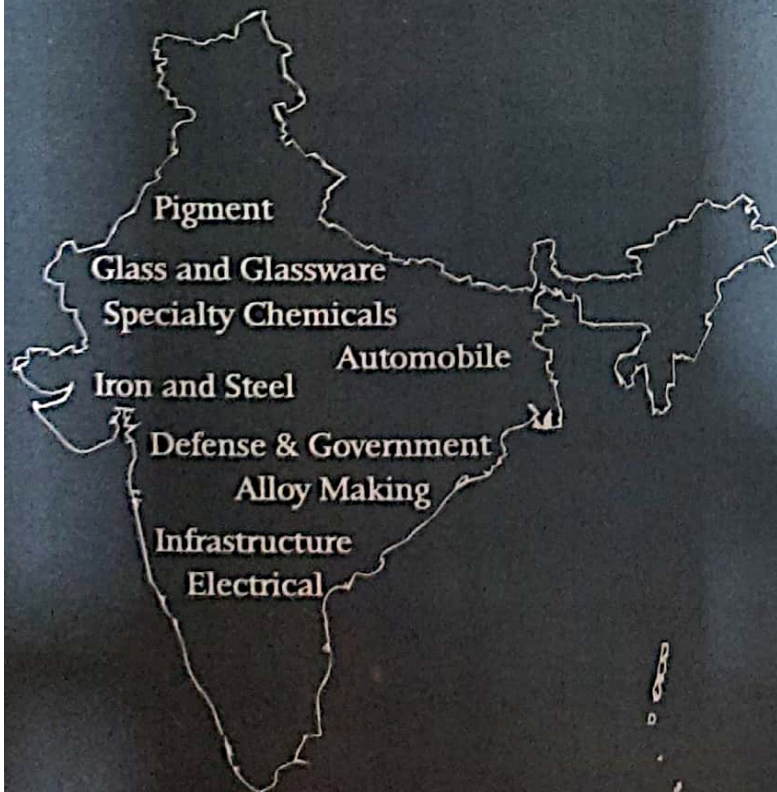 Pigment
Glass and Glassware
Specialty Chemicals
Automobile
Iron and Steel
Defense & Government
Alloy Making
Infrastructure
Electrical